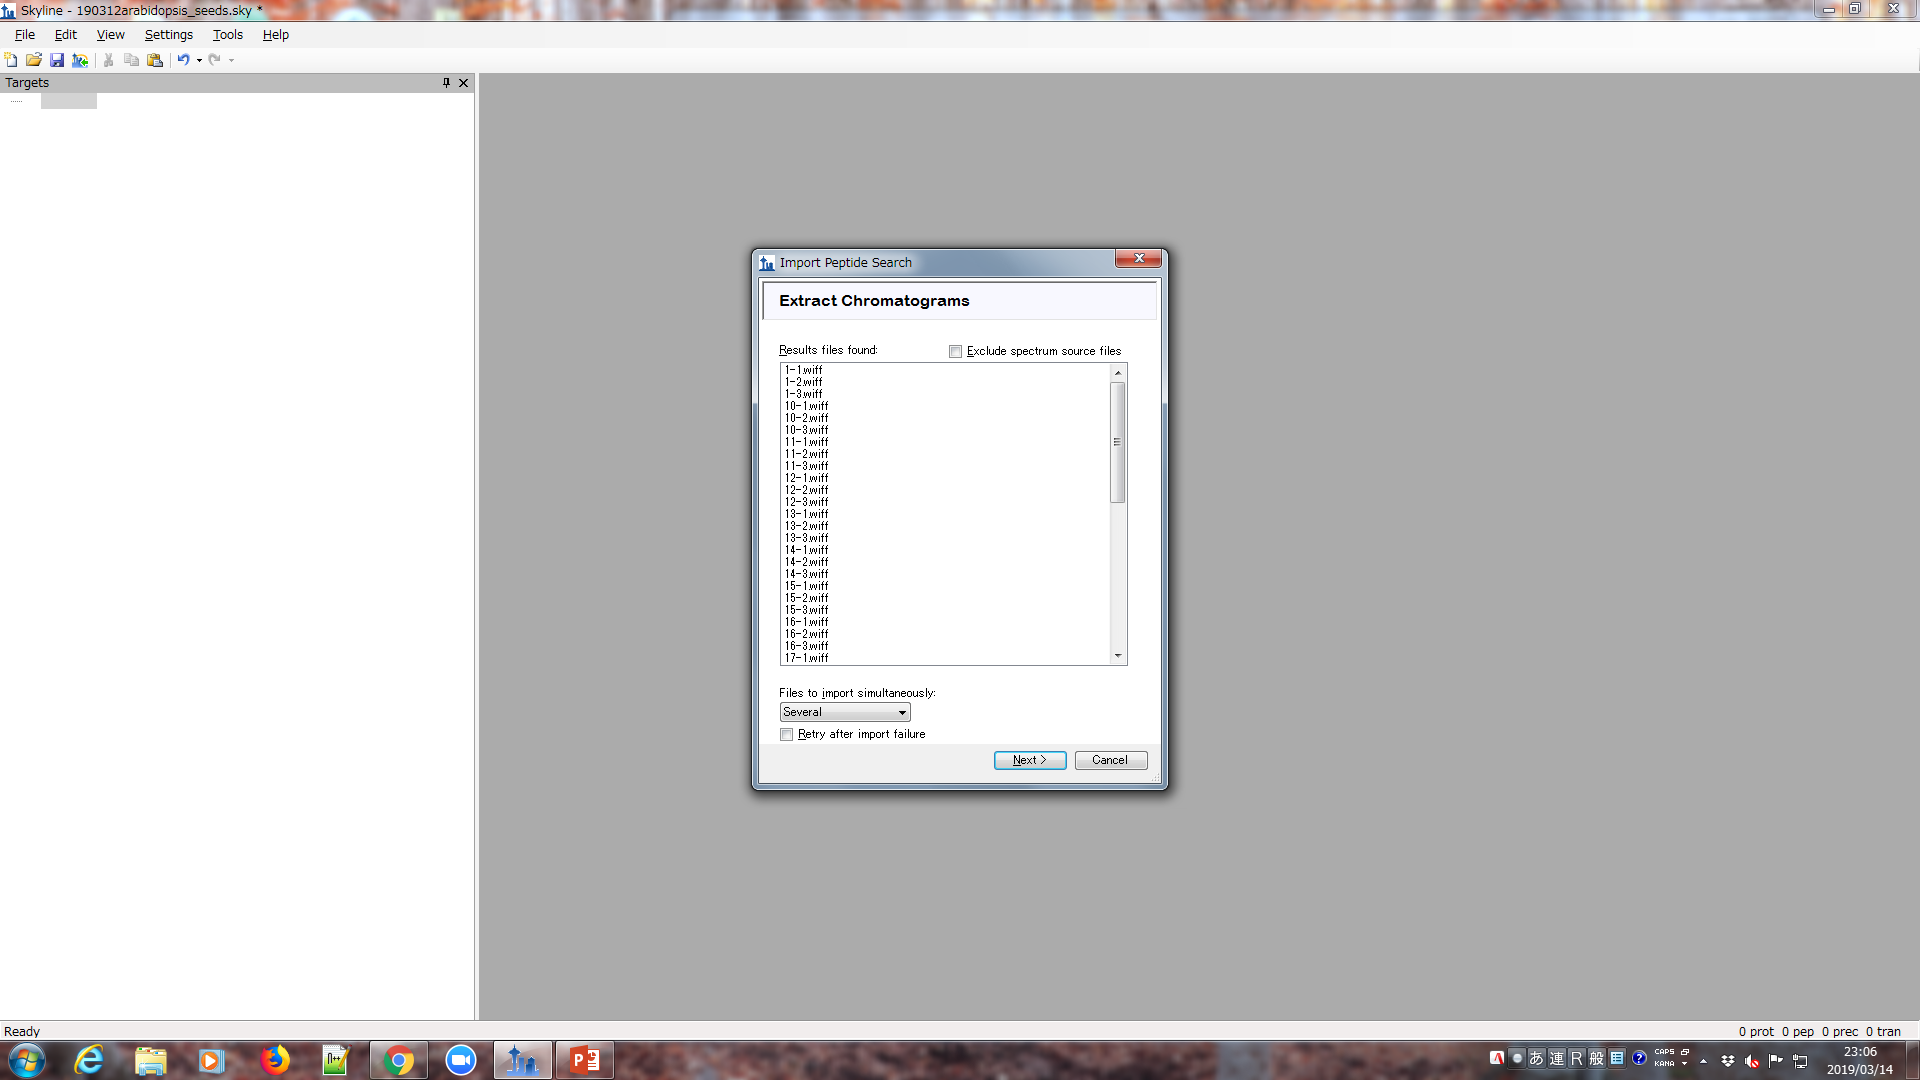 Skyline - 190312arabidopsis_seeds.sky *
File Edit View Settings Tools Help
Targets
Import Peptide Search
Extract Chromatograms
Results files found:
Exclude spectrum source files
1-1.wiff
1-2.wiff
1-3.wiff
10-1.wiff
10-2.wiff
10-3.wiff
11-1.wiff
11-2.wiff
11-3.wiff
12-1.wiff
12-2.wiff
12-3.wiff
13-1.wiff
13-2.wiff
13-3.wiff
14-1.wiff
14-2.wiff
14-3.wiff
15-1.wiff
15-2.wiff
15-3.wiff
16-1.wiff
16-2.wiff
16-3.wiff
17-1.wiff
Files to import simultaneously:
Several
Retry after import failure
Next >
Cancel
Ready
0 prot 0 pep 0 prec 0 tran
A あ 連 R 般
CAPS
KANA
23:06
2019/03/14